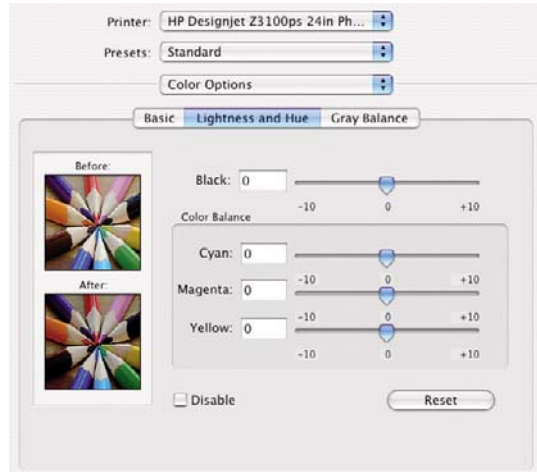 Printer: HP Designjet Z3100ps 24in Ph...
Presets: Standard
Color Options
Basic Lightness and Hue Gray Balance
Before:
After:
Black: 0
-10 0 +10
Color Balance
Cyan: 0
-10 0 +10
Magenta: 0
-10 0 +10
Yellow: 0
-10 0 +10
Disable Reset